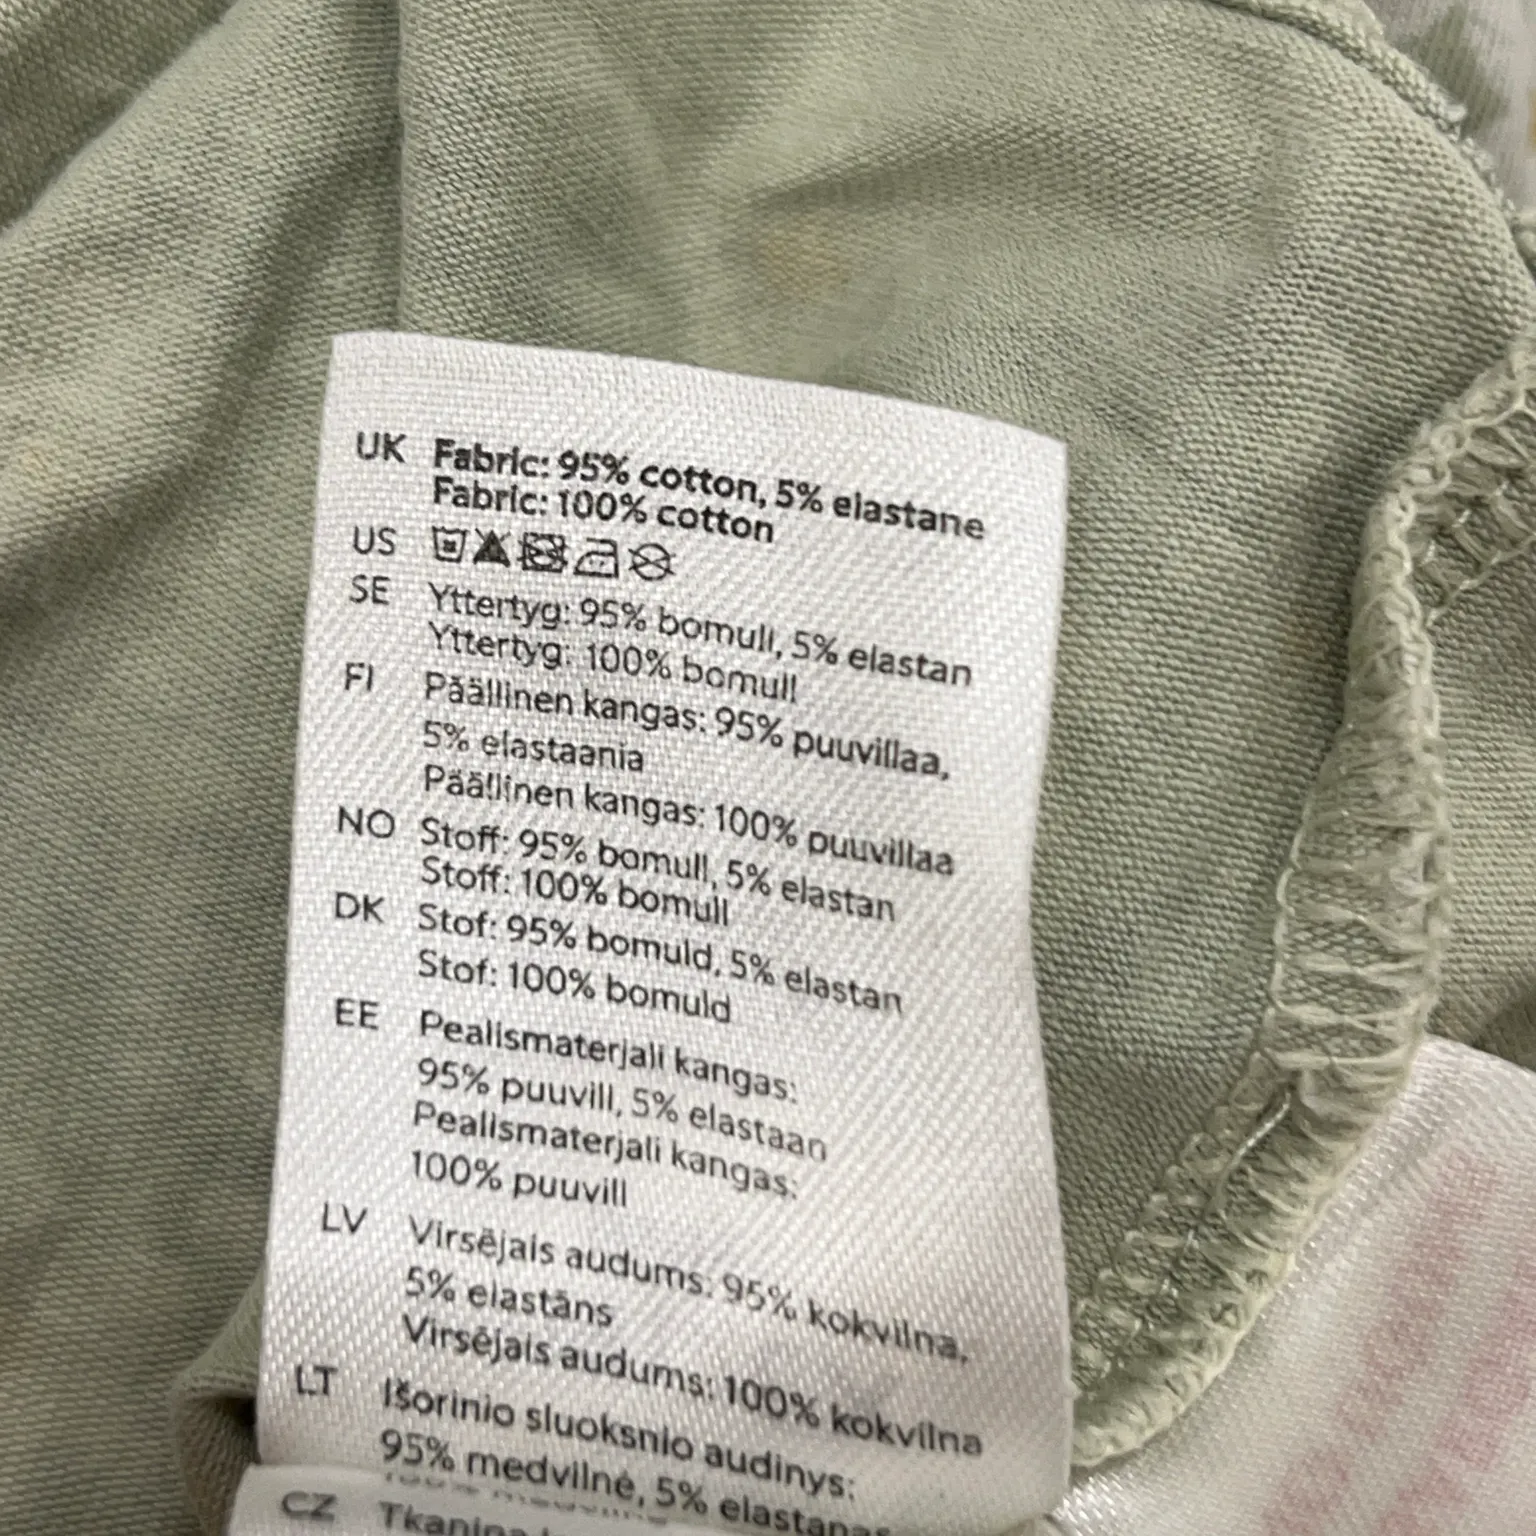 UK Fabric: 95% cotton, 5% elastane
Fabric: 100% cotton
US
SE Yttertyg: 95% bomull, 5% elastan
Yttertyg: 100% bomull
FI Päällinen kangas: 95% puuvillaa,
5% elastaania
Päällinen kangas: 100% puuvillaa
NO Stoff: 95% bomull, 5% elastan
Stoff: 100% bomull
DK Stof: 95% bomuld, 5% elastan
Stof: 100% bomuld
EE Pealismaterjali kangas:
95% puuvill, 5% elastaan
Pealismaterjali kangas:
100% puuvill
LV Virsējais audums: 95% kokvilna,
5% elastāns
Virsējais audums: 100% kokvilna
LT Išorinio sluoksnio audinys:
95% medvilnė, 5% elastanas
CZ Tkanina